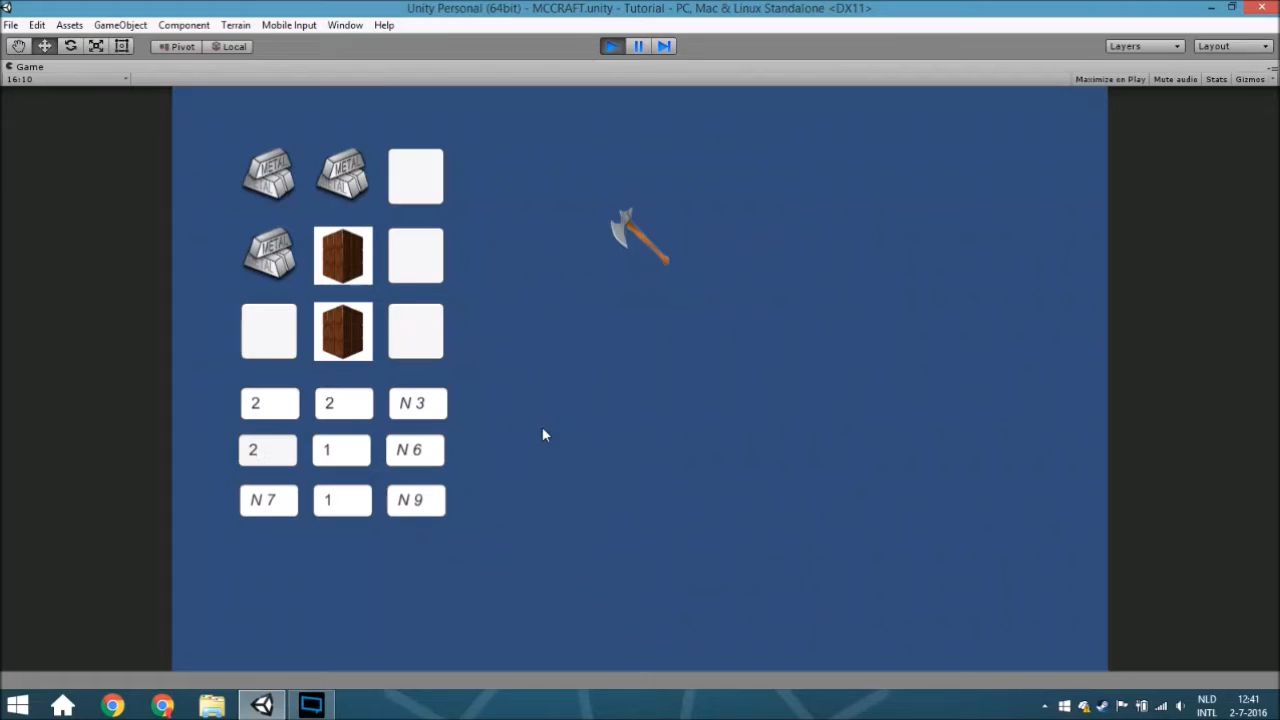 Unity Personal (64bit) - MCCRAFT.unity - Tutorial - PC, Mac & Linux Standalone <DX11>
File Edit Assets GameObject Component Terrain Mobile Input Window Help
Pivot Local Layers Layout
Game
16:10 Maximize on Play Mute audio Stats Gizmos
METAL METAL
METAL
2 2 N 3
2 1 N 6
N 7 1 N 9
NLD 12:41
INTL 2-7-2016